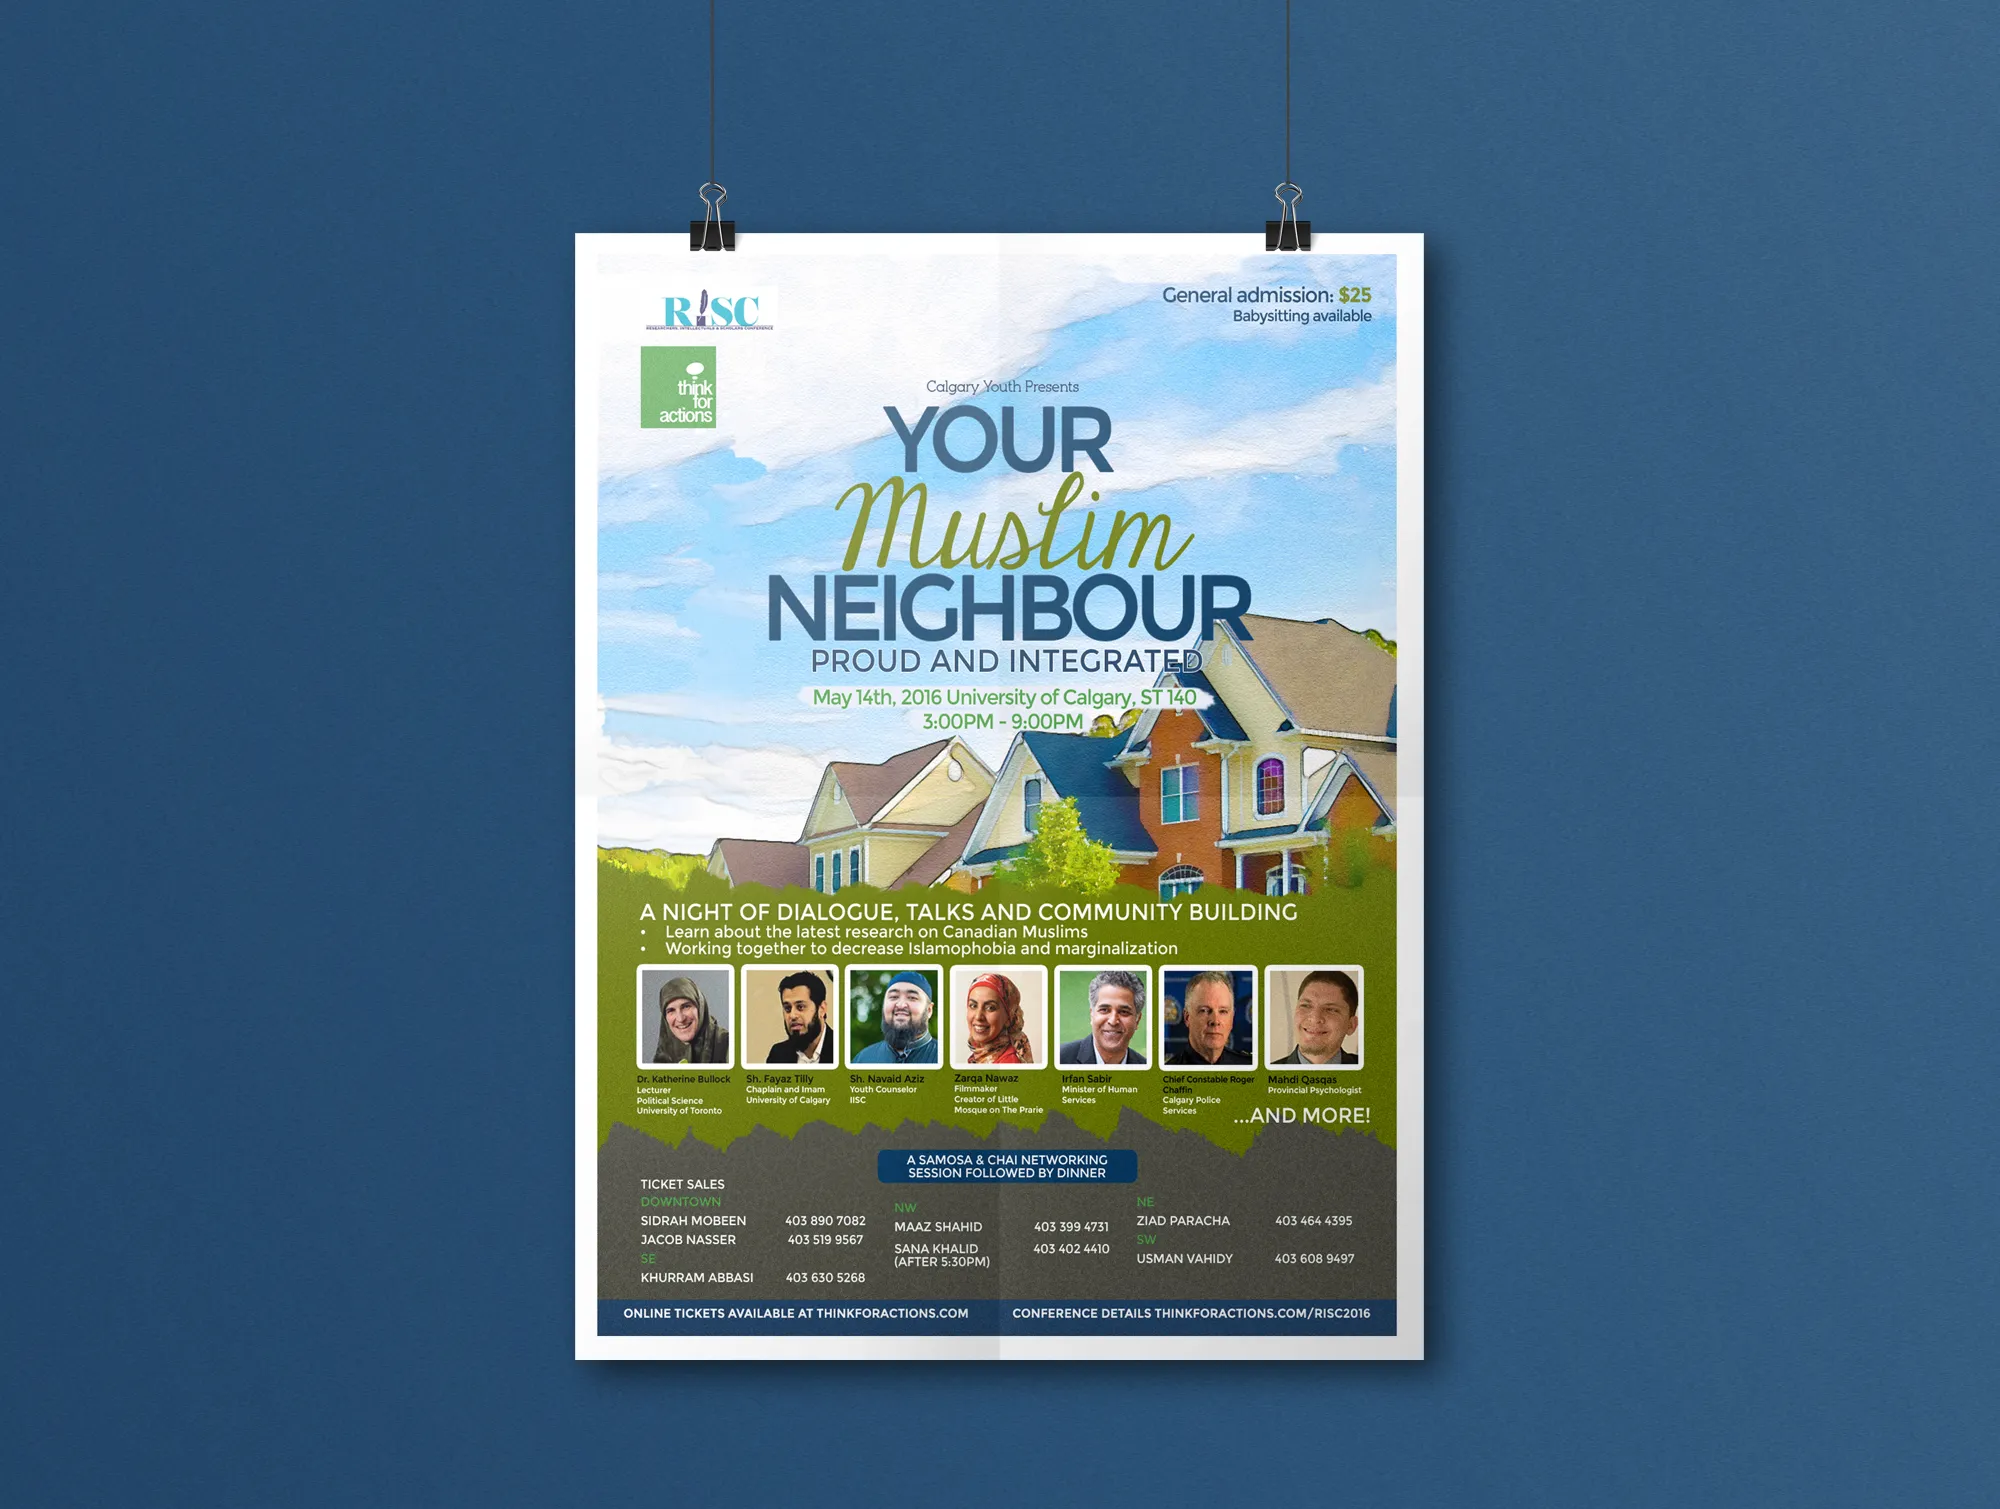 RISC
RESEARCHERS, INTELLECTUALS & SCHOLARS CONFERENCE
think
for
actions
General admission: $25
Babysitting available
Calgary Youth Presents
YOUR
Muslim
NEIGHBOUR
PROUD AND INTEGRATED
May 14th, 2016 University of Calgary, ST 140
3:00PM - 9:00PM
A NIGHT OF DIALOGUE, TALKS AND COMMUNITY BUILDING
• Learn about the latest research on Canadian Muslims
• Working together to decrease Islamophobia and marginalization
Dr. Katherine Bullock
Lecturer
Political Science
University of Toronto
Sh. Fayaz Tilly
Chaplain and Imam
University of Calgary
Sh. Navaid Aziz
Youth Counselor
IISC
Zarqa Nawaz
Filmmaker
Creator of Little
Mosque on The Prarie
Irfan Sabir
Minister of Human
Services
Chief Constable Roger
Chaffin
Calgary Police
Services
Mahdi Qasqas
Provincial Psychologist
...AND MORE!
A SAMOSA & CHAI NETWORKING
SESSION FOLLOWED BY DINNER
TICKET SALES
DOWNTOWN
SIDRAH MOBEEN 403 890 7082
JACOB NASSER 403 519 9567
SE
KHURRAM ABBASI 403 630 5268
NW
MAAZ SHAHID 403 399 4731
SANA KHALID 403 402 4410
(AFTER 5:30PM)
NE
ZIAD PARACHA 403 464 4395
SW
USMAN VAHIDY 403 608 9497
ONLINE TICKETS AVAILABLE AT THINKFORACTIONS.COM
CONFERENCE DETAILS THINKFORACTIONS.COM/RISC2016